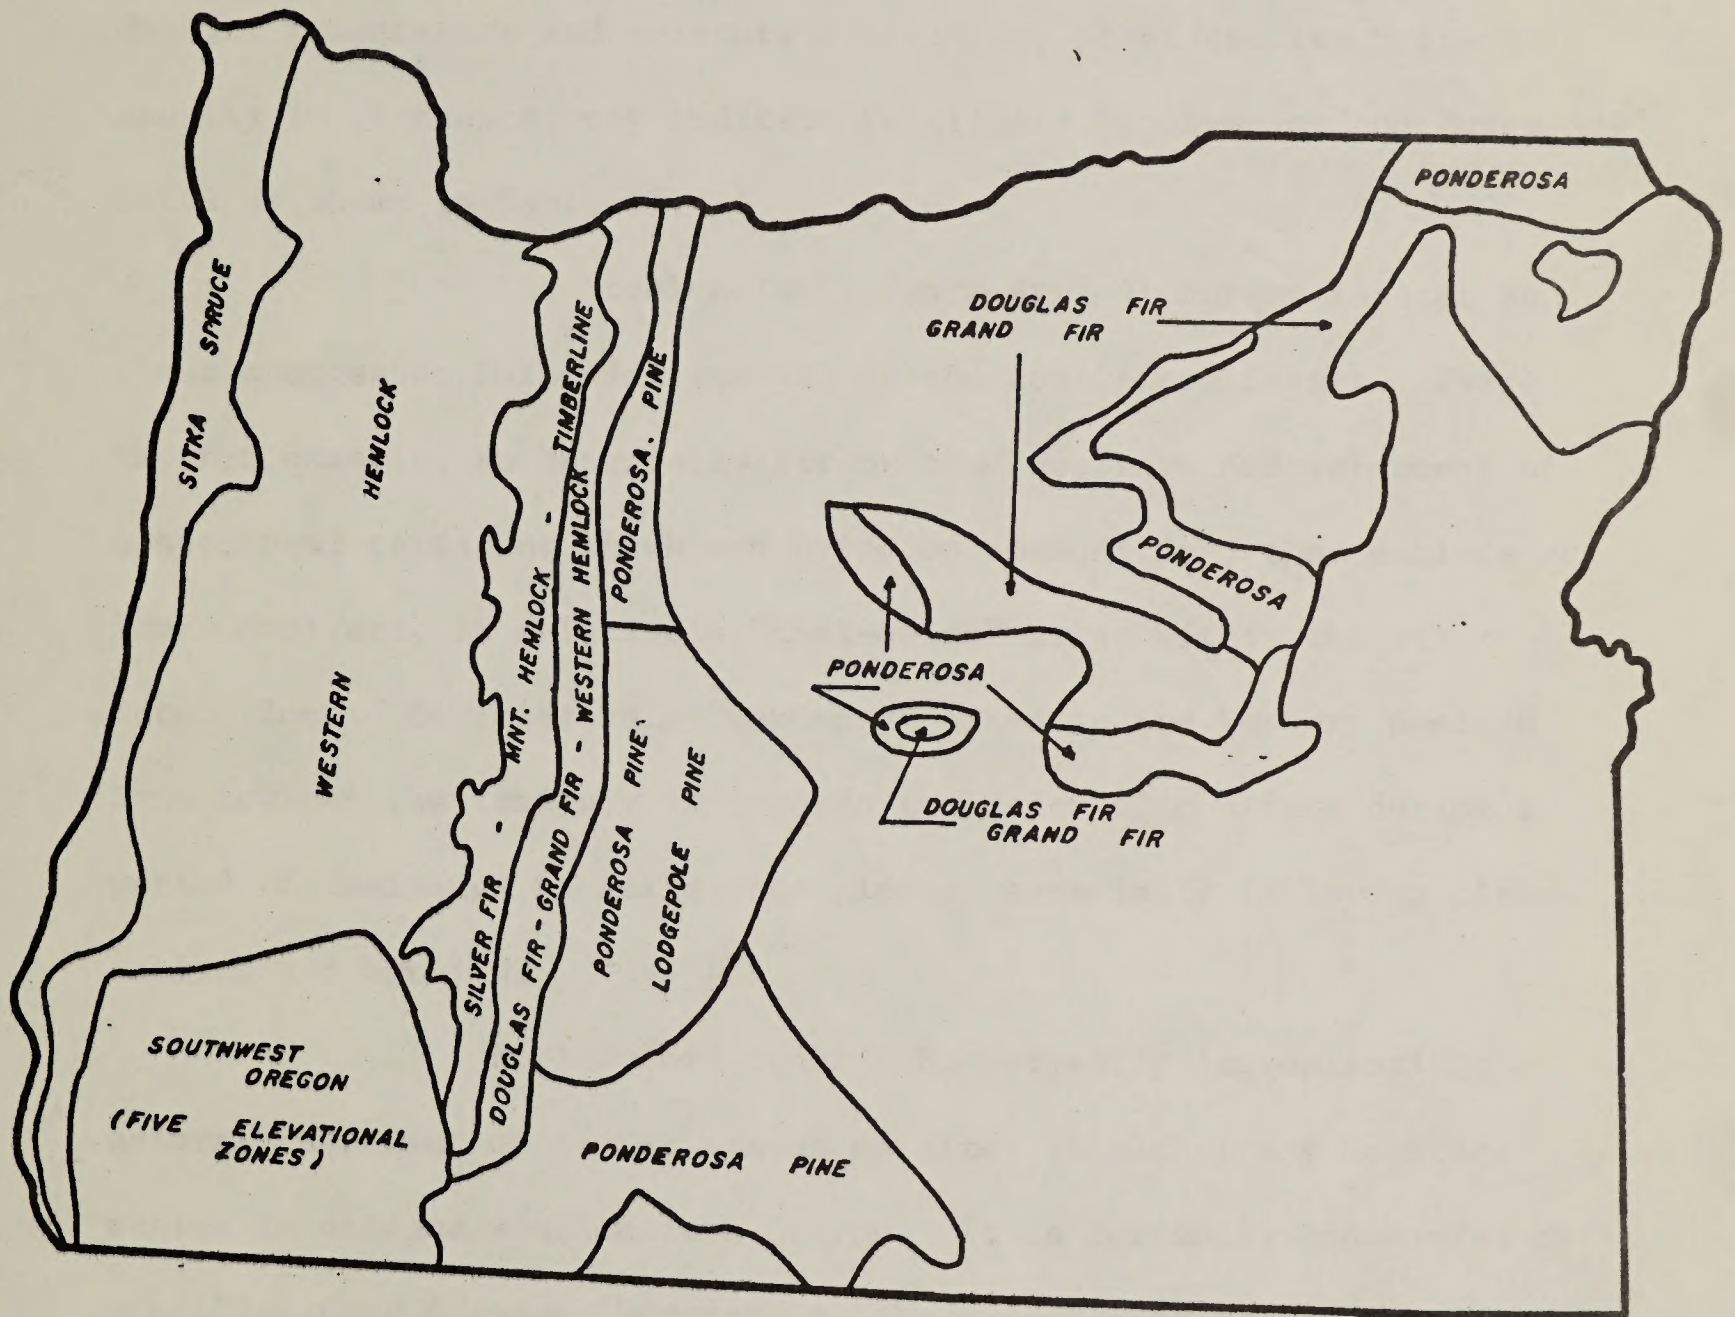 PONDEROSA
DOUGLAS FIR
GRAND FIR
SITKA SPRUCE
WESTERN HEMLOCK
SILVER FIR - MNT. HEMLOCK - TIMBERLINE
DOUGLAS FIR - GRAND FIR - WESTERN HEMLOCK
PONDEROSA. PINE
PONDEROSA
PONDEROSA
PONDEROSA PINE
LODGEPOLE PINE
DOUGLAS FIR
GRAND FIR
SOUTHWEST
OREGON
(FIVE ELEVATIONAL
ZONES)
PONDEROSA PINE